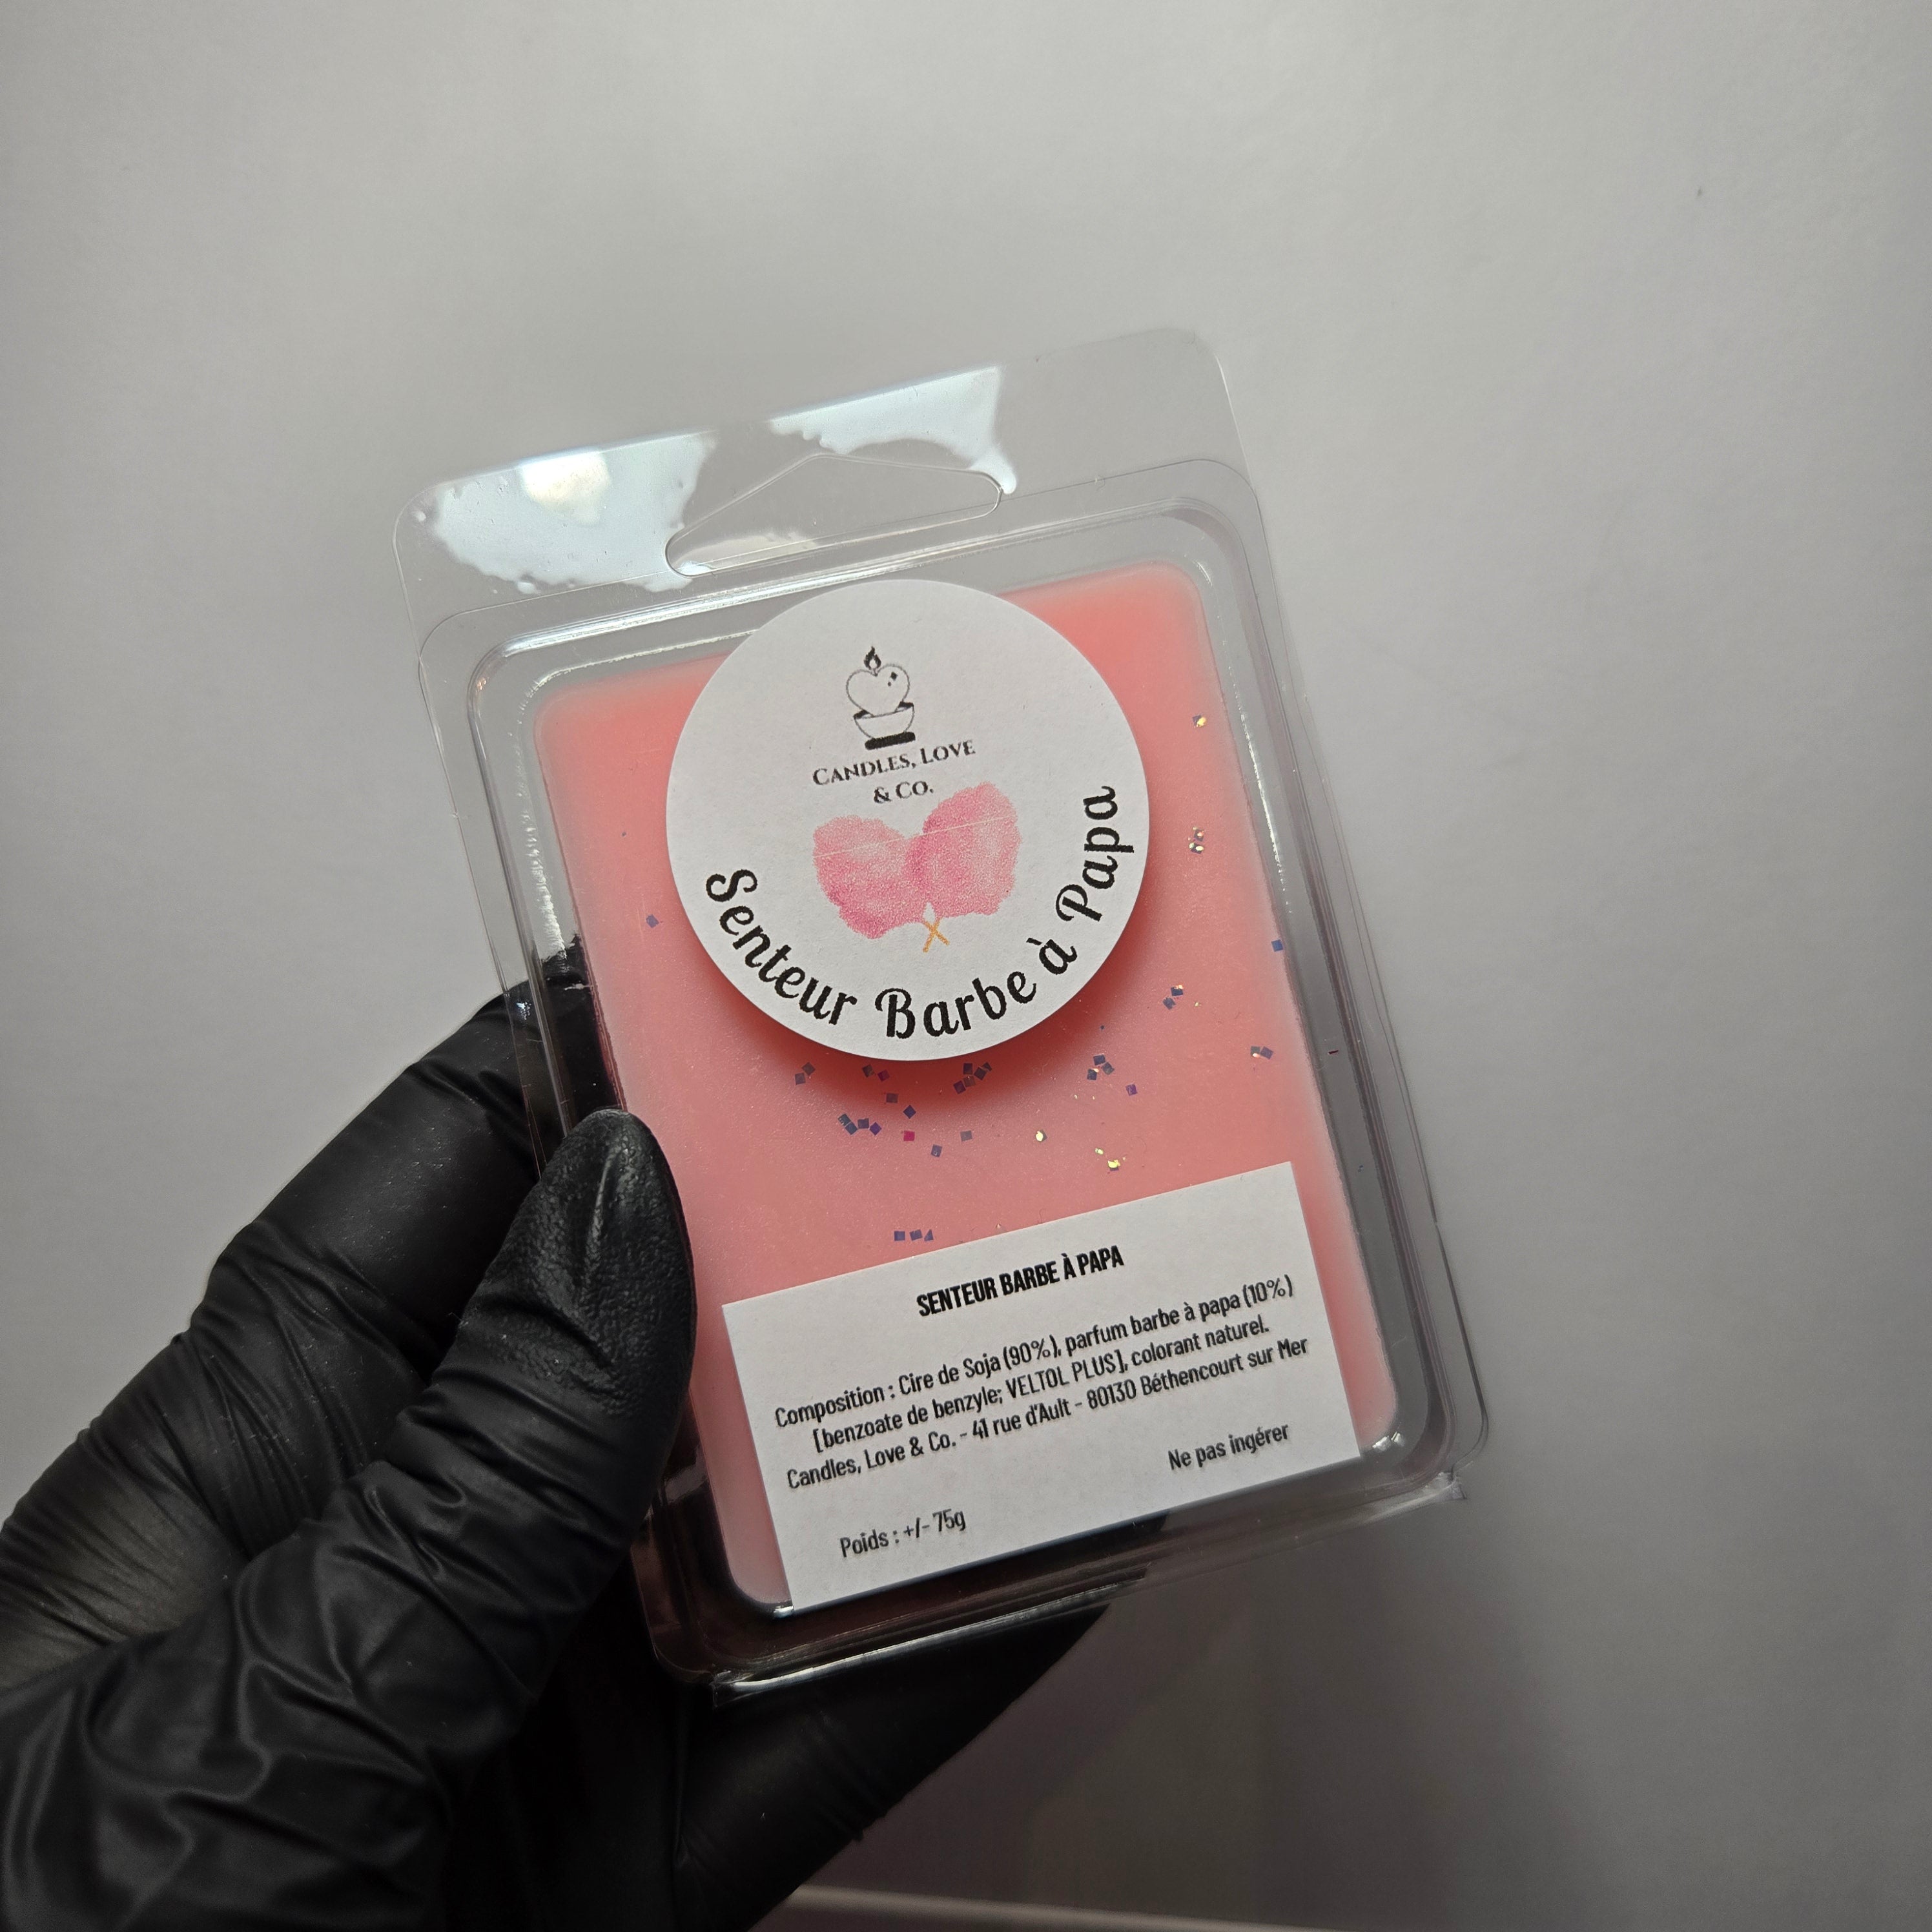 CANDLES, LOVE
& CO.
Senteur Barbe à Papa
SENTEUR BARBE À PAPA
Composition : Cire de Soja (90%), parfum barbe à papa (10%)
[benzoate de benzyle; VELTOL PLUS], colorant naturel.
Candles, Love & Co. - 41 rue d'Ault - 80130 Béthencourt sur Mer
Ne pas ingérer
Poids : +/- 75g